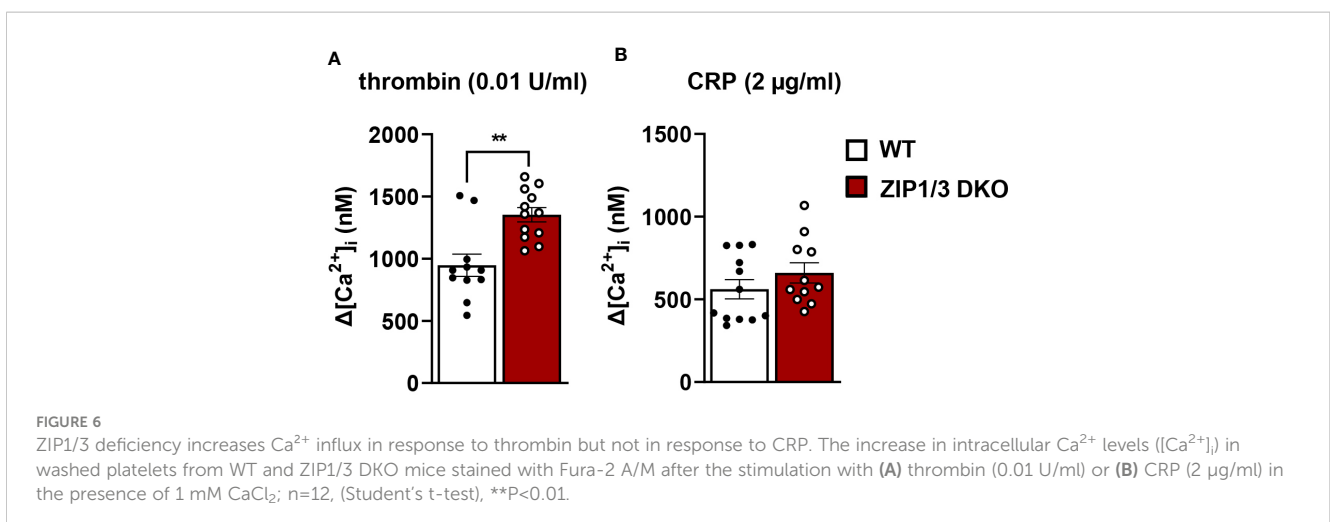 A
thrombin (0.01 U/ml)
2000
1500
1000
500
0
Δ[Ca²⁺]ᵢ (nM)
**
B
CRP (2 µg/ml)
1500
1000
500
0
Δ[Ca²⁺]ᵢ (nM)
WT
ZIP1/3 DKO
FIGURE 6
ZIP1/3 deficiency increases Ca²⁺ influx in response to thrombin but not in response to CRP. The increase in intracellular Ca²⁺ levels ([Ca²⁺]ᵢ) in
washed platelets from WT and ZIP1/3 DKO mice stained with Fura-2 A/M after the stimulation with (A) thrombin (0.01 U/ml) or (B) CRP (2 µg/ml) in
the presence of 1 mM CaCl₂; n=12, (Student's t-test), **P<0.01.